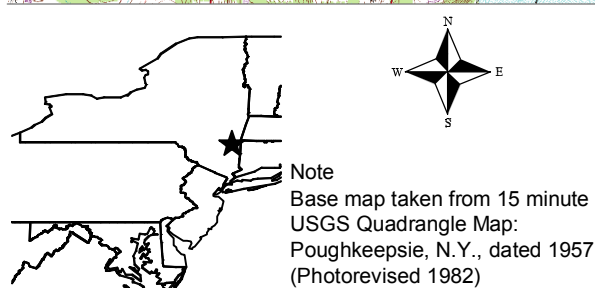 N
W E
S
Note
Base map taken from 15 minute
USGS Quadrangle Map:
Poughkeepsie, N.Y., dated 1957
(Photorevised 1982)